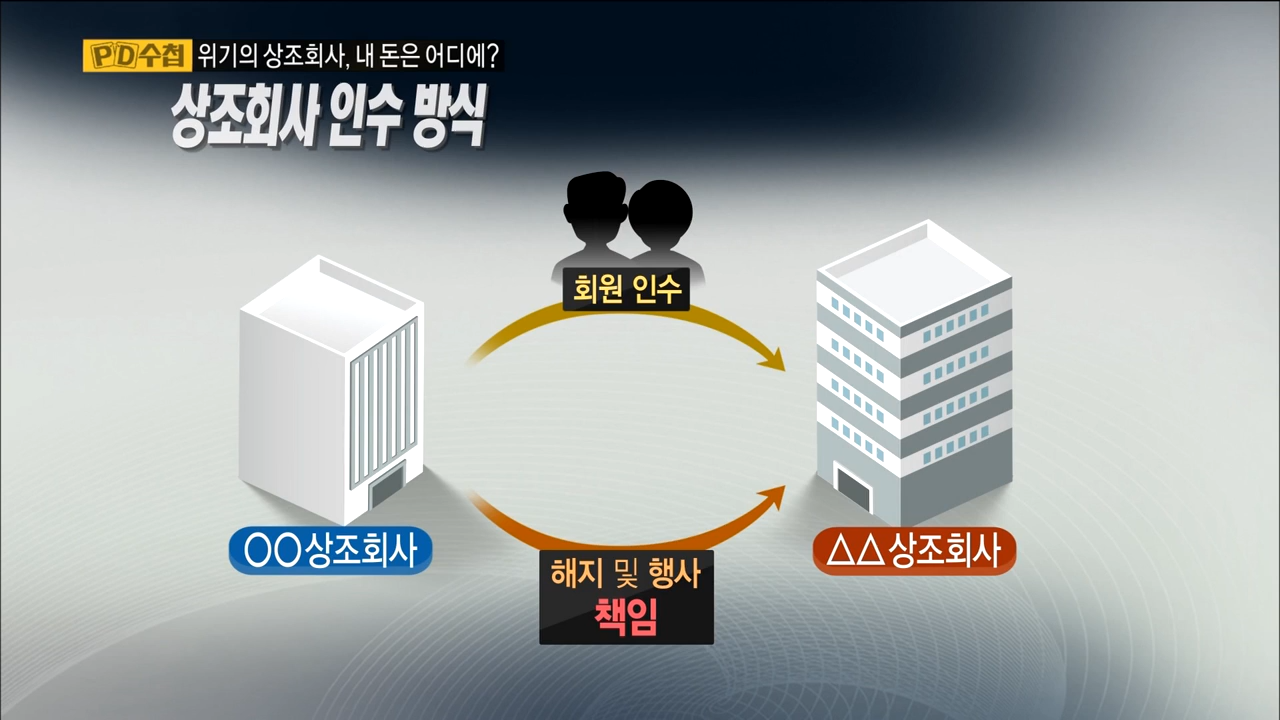 PD수첩 위기의 상조회사, 내 돈은 어디에?
상조회사 인수 방식
회원 인수
○○상조회사
△△상조회사
해지 및 행사
책임